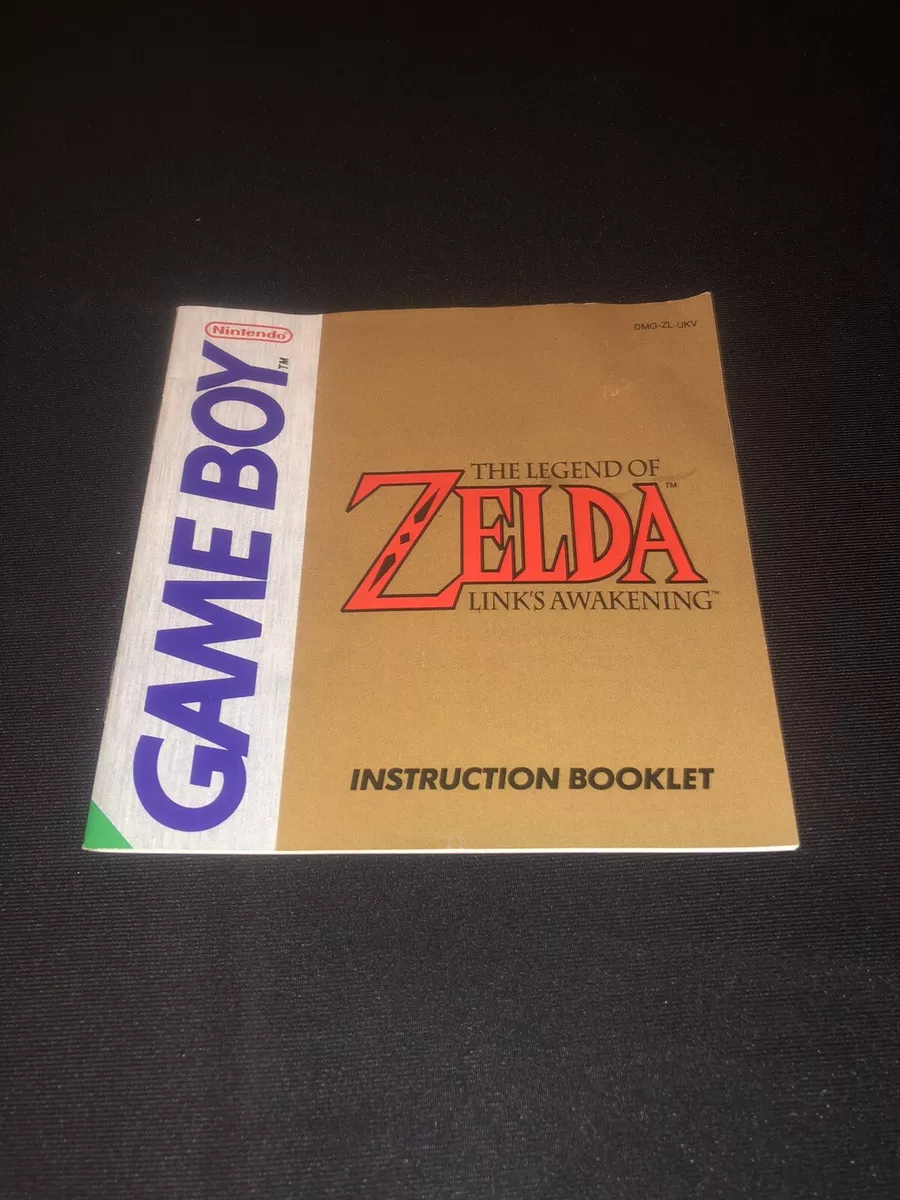 Nintendo
GAME BOY™
DMG-ZL-UKV
THE LEGEND OF
ZELDA™
LINK'S AWAKENING™
INSTRUCTION BOOKLET